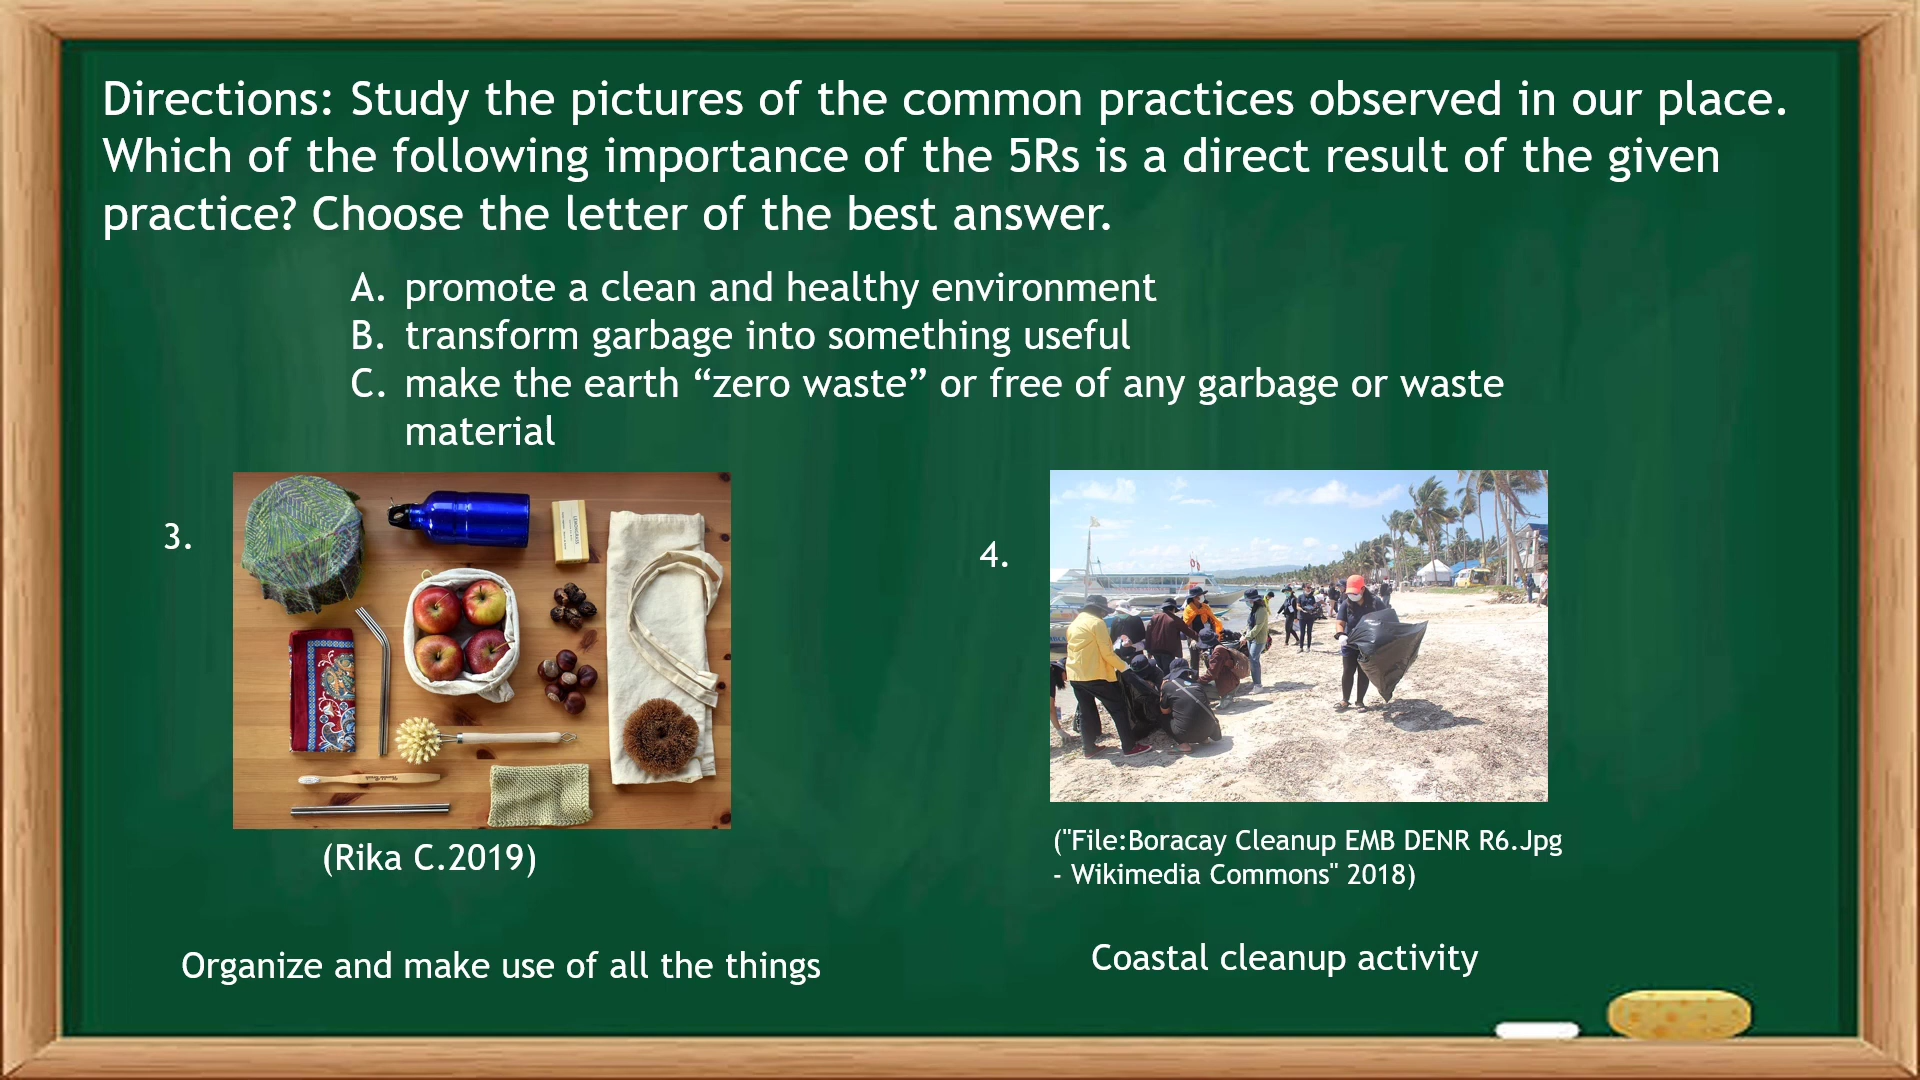 Directions: Study the pictures of the common practices observed in our place.
Which of the following importance of the 5Rs is a direct result of the given
practice? Choose the letter of the best answer.
A. promote a clean and healthy environment
B. transform garbage into something useful
C. make the earth “zero waste” or free of any garbage or waste
material
3.
4.
(Rika C.2019)
("File:Boracay Cleanup EMB DENR R6.Jpg
- Wikimedia Commons" 2018)
Organize and make use of all the things
Coastal cleanup activity